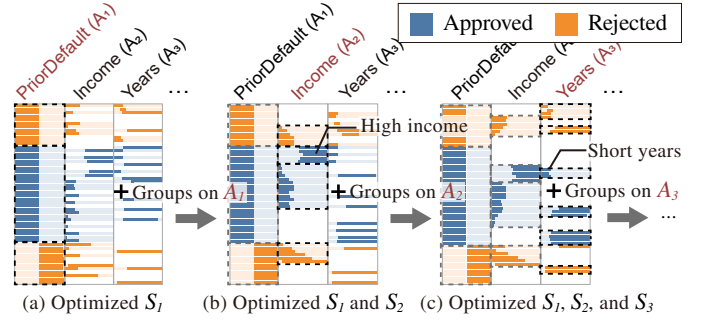 Approved Rejected
PriorDefault (A₁) Income (A₂) Years (A₃) ...
PriorDefault (A₁) Income (A₂) Years (A₃) ...
PriorDefault (A₁) Income (A Years (A₃) ...
High income
Short years
+ Groups on A₁
+ Groups on A₂
+ Groups on A₃
...
(a) Optimized S₁
(b) Optimized S₁ and S₂
(c) Optimized S₁, S₂, and S₃